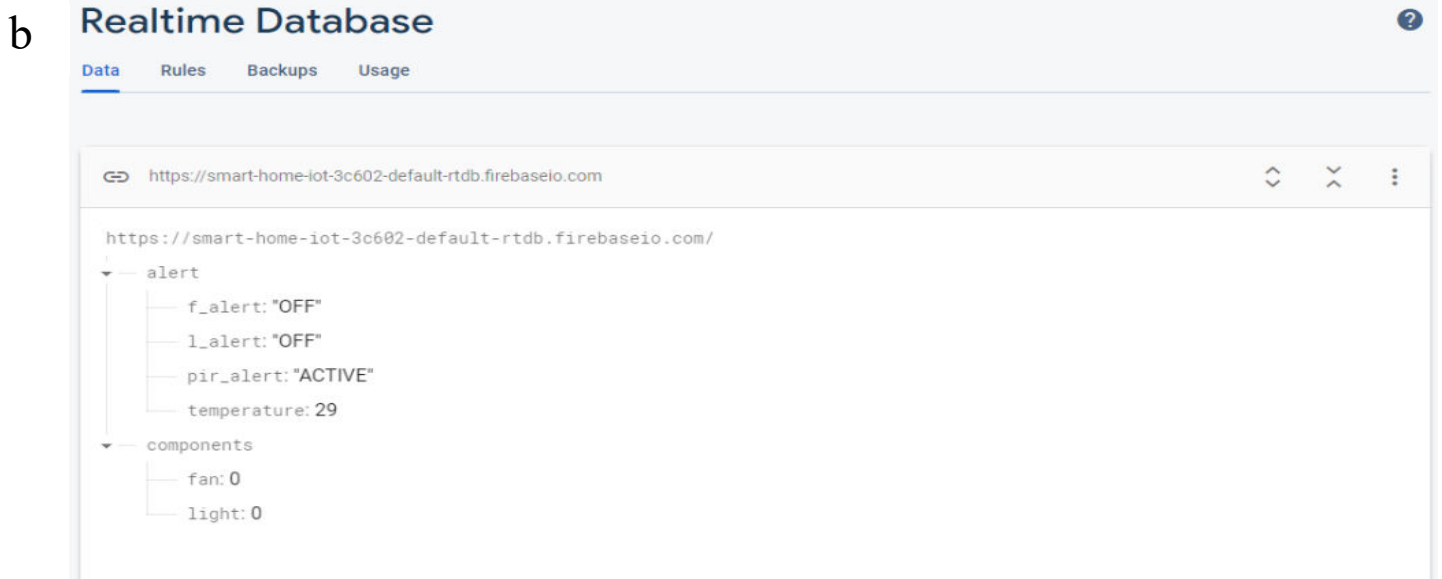 b
Realtime Database
Data Rules Backups Usage
https://smart-home-iot-3c602-default-rtdb.firebaseio.com
https://smart-home-iot-3c602-default-rtdb.firebaseio.com/
alert
f_alert: "OFF"
l_alert: "OFF"
pir_alert: "ACTIVE"
temperature: 29
components
fan: 0
light: 0